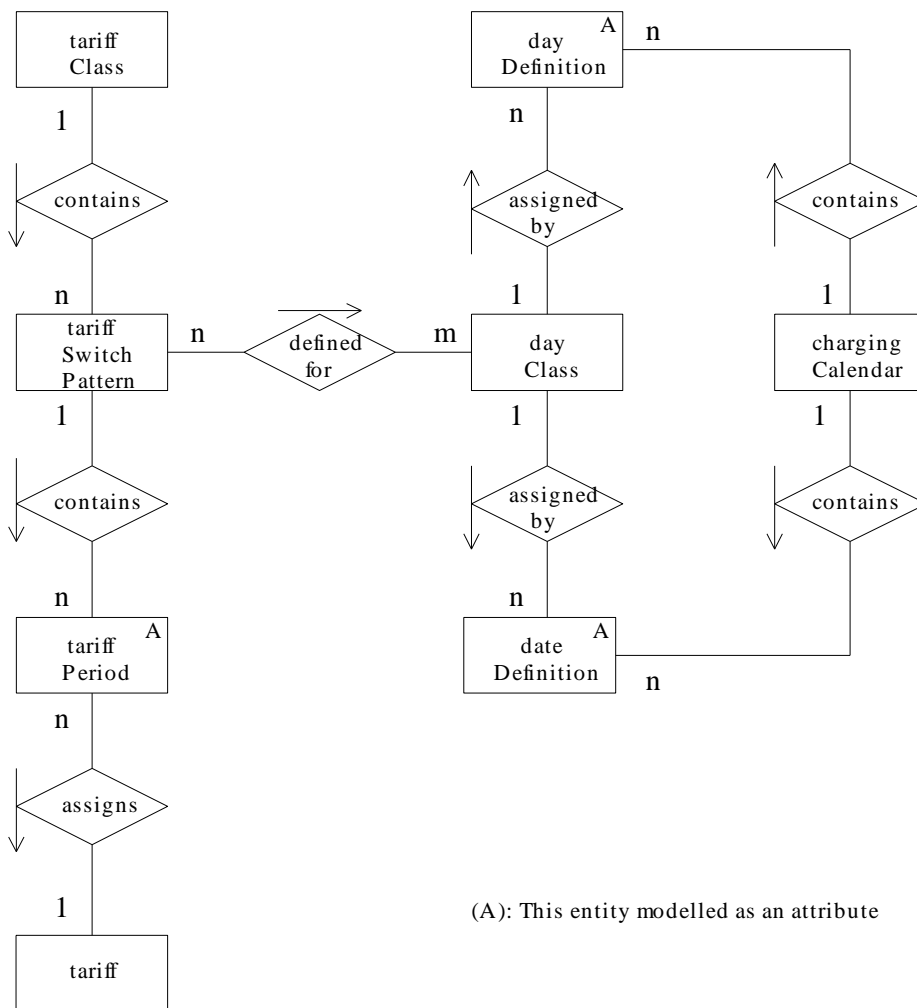 tariff
Class
1
contains
n
tariff
Switch
Pattern
n
defined
for
m
1
contains
n
tariff
Period
A
n
assigns
1
tariff
day
Definition
A
n
n
assigned
by
1
day
Class
1
assigned
by
n
date
Definition
A
n
contains
1
charging
Calendar
1
contains
(A): This entity modelled as an attribute